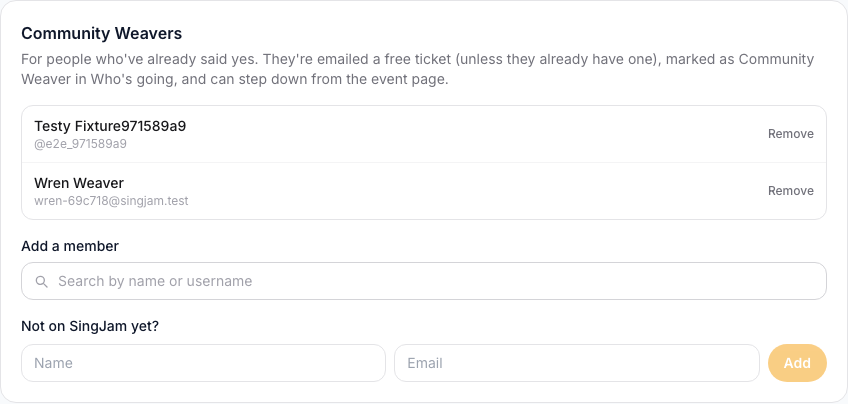 Community Weavers
For people who've already said yes. They're emailed a free ticket (unless they already have one), marked as Community
Weaver in Who's going, and can step down from the event page.
Testy Fixture971589a9
@e2e_971589a9
Remove
Wren Weaver
wren-69c718@singjam.test
Remove
Add a member
Search by name or username
Not on SingJam yet?
Name
Email
Add